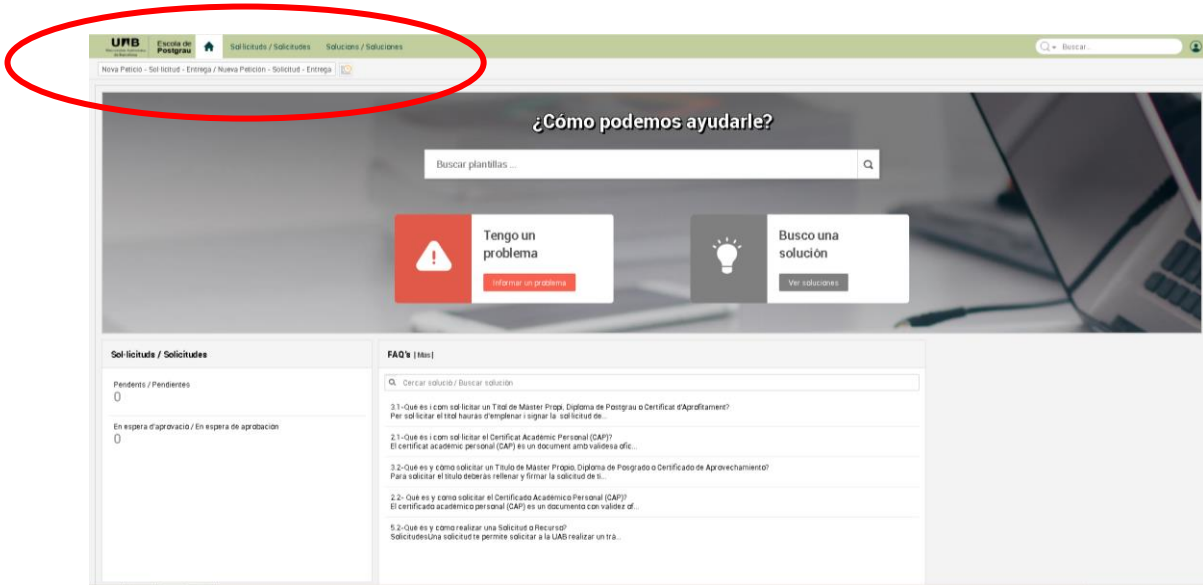 UAB
Universitat Autònoma
de Barcelona
Escola de
Postgrau
Sol·licituds / Solicitudes
Solucions / Soluciones
Buscar..
Nova Petició - Sol·licitud - Entrega / Nueva Petición - Solicitud - Entrega
¿Cómo podemos ayudarle?
Buscar plantillas ...
Tengo un
problema
Informar un problema
Busco una
solución
Ver soluciones
Sol·licituds / Solicitudes
Pendents / Pendientes
0
En espera d'aprovació / En espera de aprobación
0
FAQ's | Mas |
Cercar solució / Buscar solución
3.1-Què és i com sol·licitar un Títol de Màster Propi, Diploma de Postgrau o Certificat d'Aprofitament?
Per sol·licitar el títol hauràs d'emplenar i signar la sol·licitud de...
2.1-Què és i com sol·licitar el Certificat Acadèmic Personal (CAP)?
El certificat acadèmic personal (CAP) és un document amb validesa ofic...
3.2-Qué es y cómo solicitar un Título de Máster Propio, Diploma de Posgrado o Certificado de Aprovechamiento?
Para solicitar el título deberás rellenar y firmar la solicitud de tí...
2.2- Qué es y como solicitar el Certificado Académico Personal (CAP)?
El certificado académico personal (CAP) es un documento con validez of...
5.2-Qué es y cómo realizar una Solicitud o Recurso?
SolicitudesUna solicitud te permite solicitar a la UAB realizar un trá...